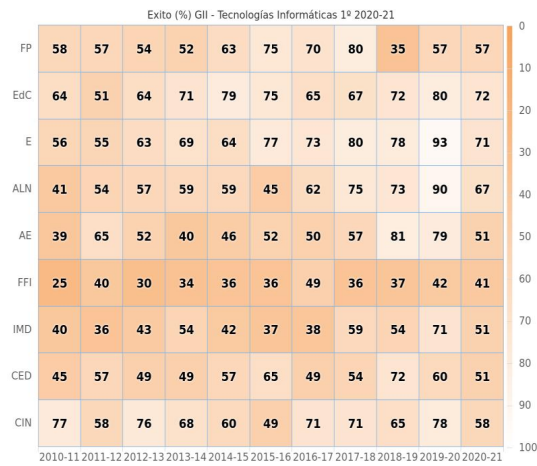 Exito (%) GII - Tecnologías Informáticas 1º 2020-21
FP 58 57 54 52 63 75 70 80 35 57 57
EdC 64 51 64 71 79 75 65 67 72 80 72
E 56 55 63 69 64 77 73 80 78 93 71
ALN 41 54 57 59 59 45 62 75 73 90 67
AE 39 65 52 40 46 52 50 57 81 79 51
FFI 25 40 30 34 36 36 49 36 37 42 41
IMD 40 36 43 54 42 37 38 59 54 71 51
CED 45 57 49 49 57 65 49 54 72 60 51
CIN 77 58 76 68 60 49 71 71 65 78 58
2010-11 2011-12 2012-13 2013-14 2014-15 2015-16 2016-17 2017-18 2018-19 2019-20 2020-21
0
10
20
30
40
50
60
70
80
90
100